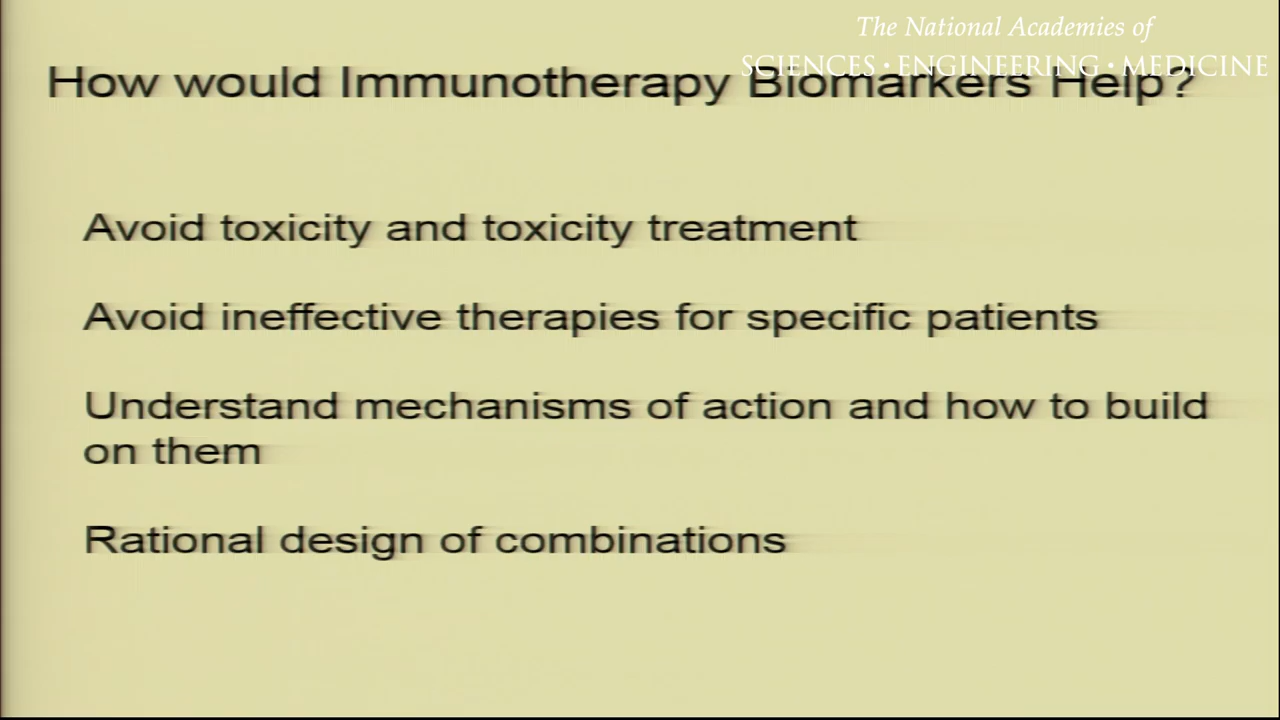 The National Academies of
SCIENCES · ENGINEERING · MEDICINE
How would Immunotherapy Biomarkers Help?
Avoid toxicity and toxicity treatment
Avoid ineffective therapies for specific patients
Understand mechanisms of action and how to build
on them
Rational design of combinations